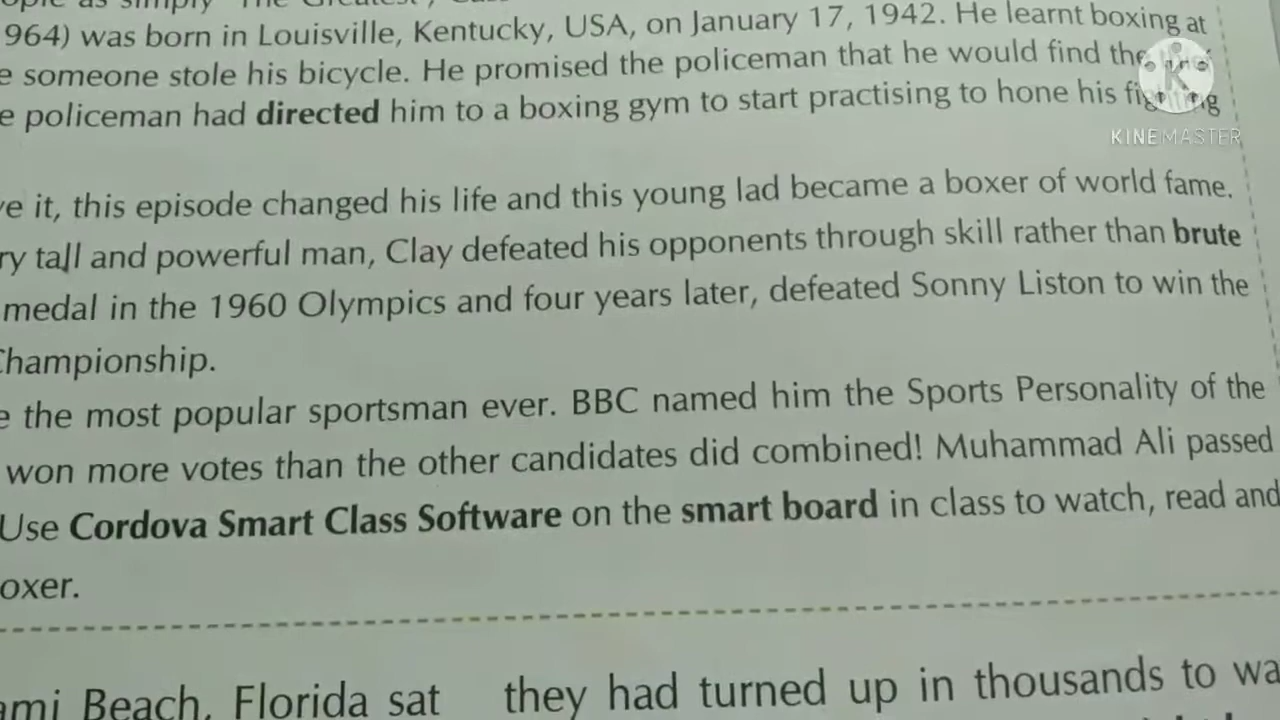 as simply "The Greatest",
964) was born in Louisville, Kentucky, USA, on January 17, 1942. He learnt boxing at
e someone stole his bicycle. He promised the policeman that he would find the
e policeman had directed him to a boxing gym to start practising to hone his fighting
ve it, this episode changed his life and this young lad became a boxer of world fame.
ry tall and powerful man, Clay defeated his opponents through skill rather than brute
medal in the 1960 Olympics and four years later, defeated Sonny Liston to win the
Championship.
e the most popular sportsman ever. BBC named him the Sports Personality of the
won more votes than the other candidates did combined! Muhammad Ali passed
Use Cordova Smart Class Software on the smart board in class to watch, read and
oxer.
ami Beach, Florida sat they had turned up in thousands to wa
K
KINEMASTER